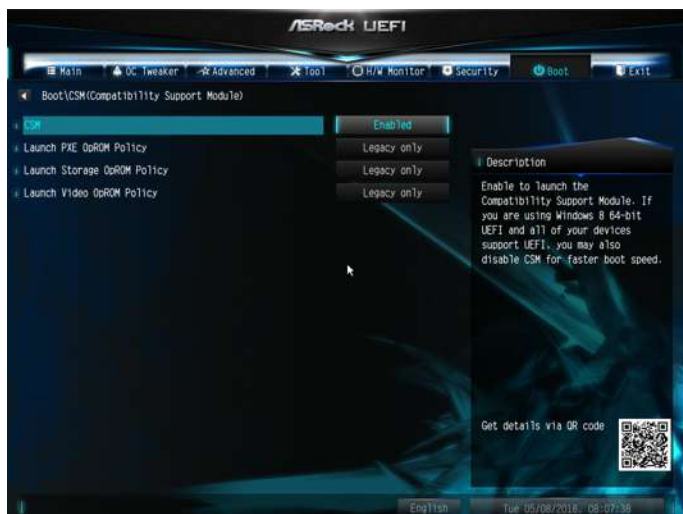 ASRock UEFI
Main OC Tweaker Advanced Tool H/W Monitor Security Boot Exit
Boot\CSM(Compatibility Support Module)
CSM Enabled
Launch PXE OpROM Policy Legacy only
Launch Storage OpROM Policy Legacy only
Launch Video OpROM Policy Legacy only
Description
Enable to launch the
Compatibility Support Module. If
you are using Windows 8 64-bit
UEFI and all of your devices
support UEFI, you may also
disable CSM for faster boot speed.
Get details via QR code
English Tue 05/08/2018. 08:07:38